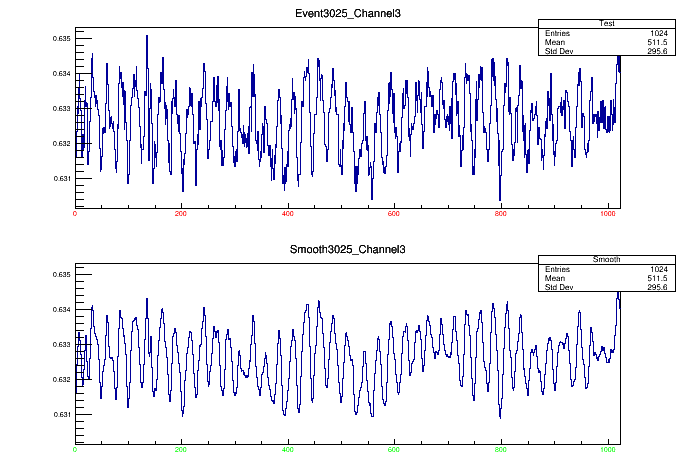 Event3025_Channel3
Test
Entries 1024
Mean 511.5
Std Dev 295.6
0.635
0.634
0.633
0.632
0.631
0 200 400 600 800 1000
Smooth3025_Channel3
Smooth
Entries 1024
Mean 511.5
Std Dev 295.6
0.635
0.634
0.633
0.632
0.631
0 200 400 600 800 1000